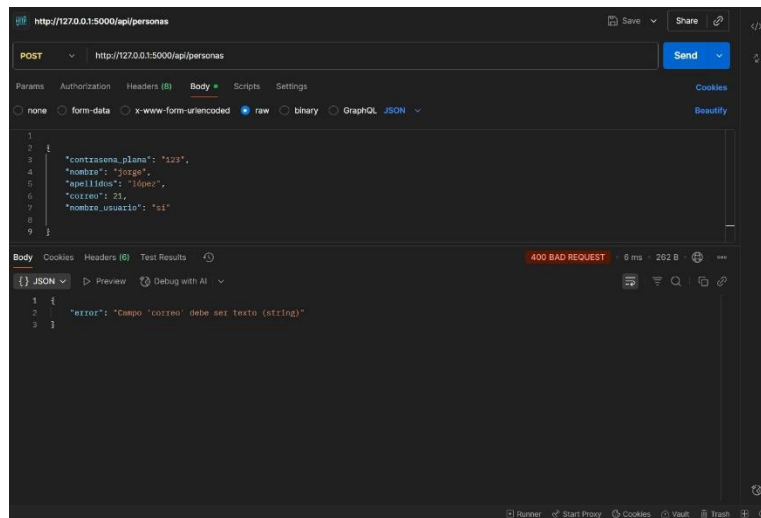 http://127.0.0.1:5000/api/personas Save Share
POST http://127.0.0.1:5000/api/personas Send
Params Authorization Headers (8) Body Scripts Settings Cookies
none form-data x-www-form-urlencoded raw binary GraphQL JSON Beautify
1
2 {
3 "contrasena_plana": "123",
4 "nombre": "jorge",
5 "apellidos": "lópez",
6 "correo": 21,
7 "nombre_usuario": "si"
8
9 }
Body Cookies Headers (6) Test Results 400 BAD REQUEST 6 ms 262 B
{} JSON Preview Debug with AI
1 {
2 "error": "Campo 'correo' debe ser texto (string)"
3 }
Runner Start Proxy Cookies Vault Trash